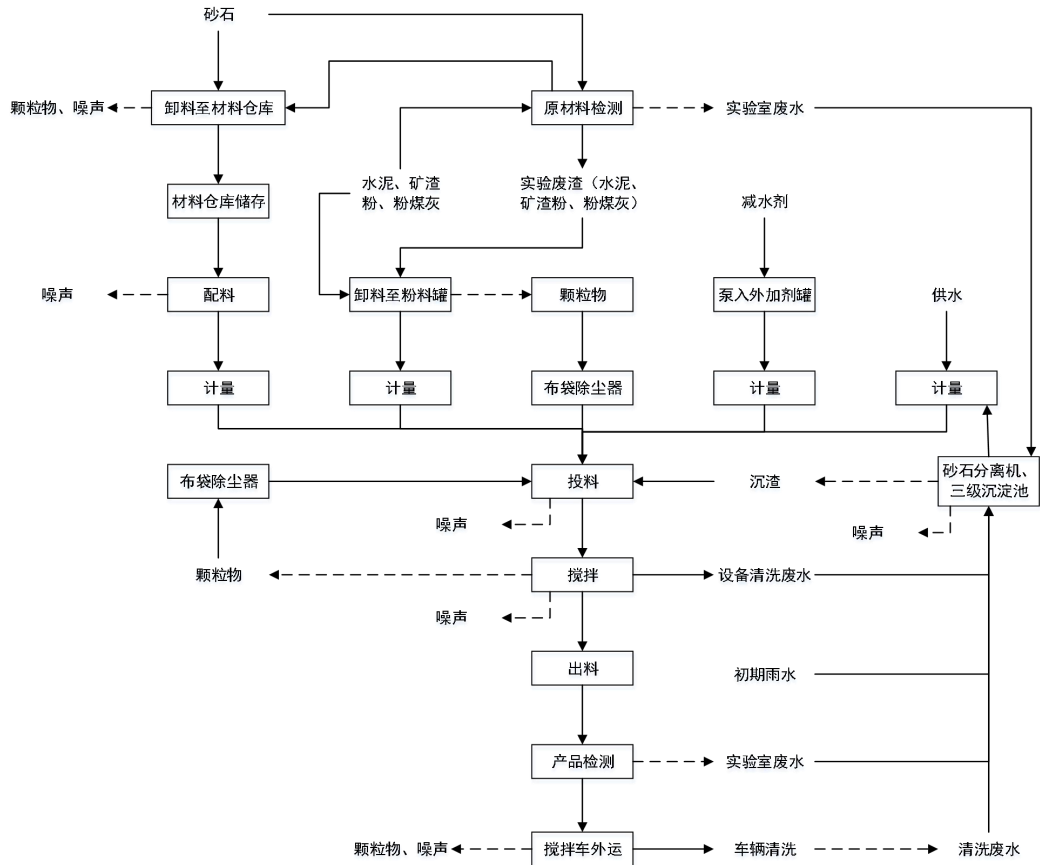 砂石
颗粒物、噪声
卸料至材料仓库
原材料检测
实验室废水
水泥、矿渣
粉、粉煤灰
实验废渣（水泥、
矿渣粉、粉煤灰）
材料仓库储存
减水剂
噪声
配料
卸料至粉料罐
颗粒物
泵入外加剂罐
供水
计量
计量
布袋除尘器
计量
计量
布袋除尘器
投料
沉渣
砂石分离机、
三级沉淀池
噪声
噪声
颗粒物
搅拌
设备清洗废水
噪声
出料
初期雨水
产品检测
实验室废水
颗粒物、噪声
搅拌车外运
车辆清洗
清洗废水